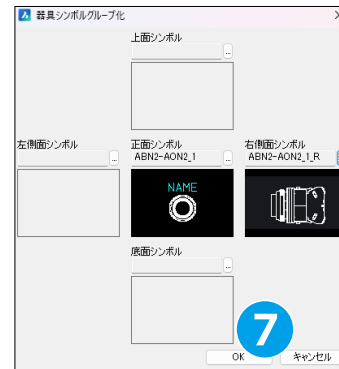 器具シンボルグループ化
上面シンボル
...
左側面シンボル
...
正面シンボル
ABN2-AON2_1
...
右側面シンボル
ABN2-AON2_1_R
NAME
底面シンボル
...
7
OK
キャンセル